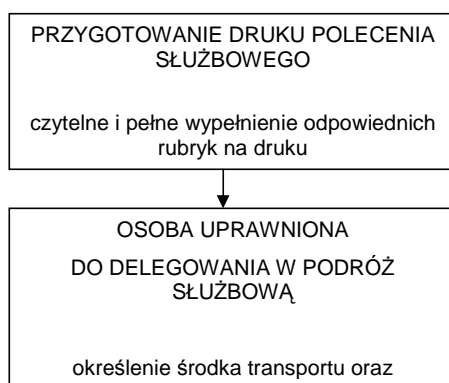 PRZYGOTOWANIE DRUKU POLECENIA
SŁUŻBOWEGO
czytelne i pełne wypełnienie odpowiednich
rubryk na druku
OSOBA UPRAWNIONA
DO DELEGOWANIA W PODRÓŻ
SŁUŻBOWĄ
określenie środka transportu oraz